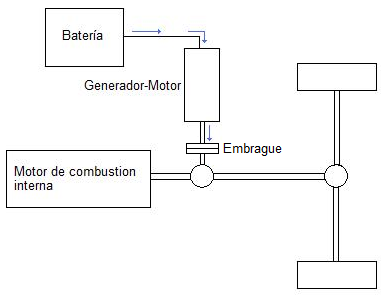 Batería
Generador-Motor
Embrague
Motor de combustion
interna